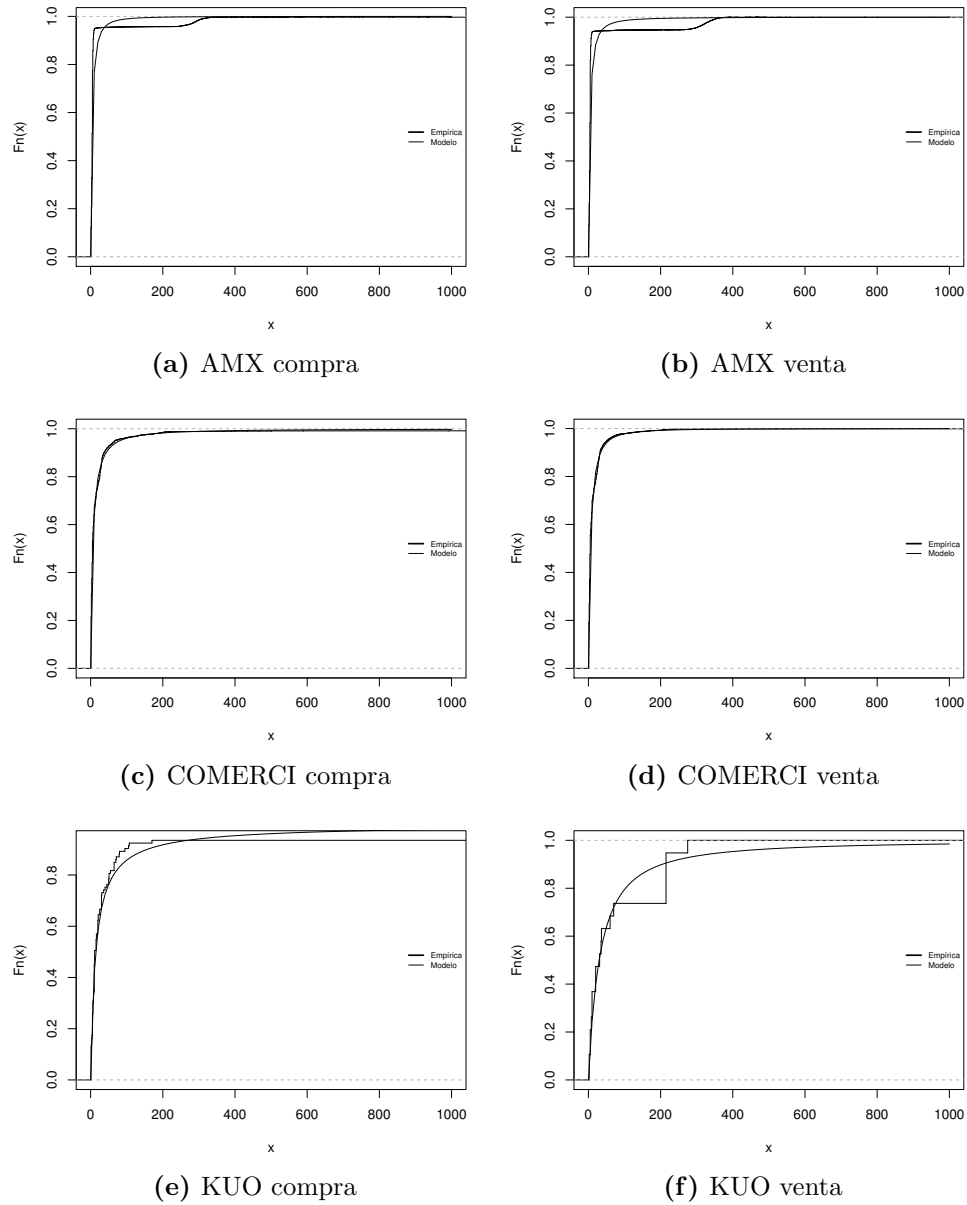 Fn(x)
1.0
0.8
0.6
0.4
0.2
0.0
Empírica
Modelo
0 200 400 600 800 1000
x
(a) AMX compra
Fn(x)
1.0
0.8
0.6
0.4
0.2
0.0
Empírica
Modelo
0 200 400 600 800 1000
x
(b) AMX venta
Fn(x)
1.0
0.8
0.6
0.4
0.2
0.0
Empírica
Modelo
0 200 400 600 800 1000
x
(c) COMERCI compra
Fn(x)
1.0
0.8
0.6
0.4
0.2
0.0
Empírica
Modelo
0 200 400 600 800 1000
x
(d) COMERCI venta
Fn(x)
0.8
0.6
0.4
0.2
0.0
Empírica
Modelo
0 200 400 600 800 1000
x
(e) KUO compra
Fn(x)
1.0
0.8
0.6
0.4
0.2
0.0
Empírica
Modelo
0 200 400 600 800 1000
x
(f) KUO venta